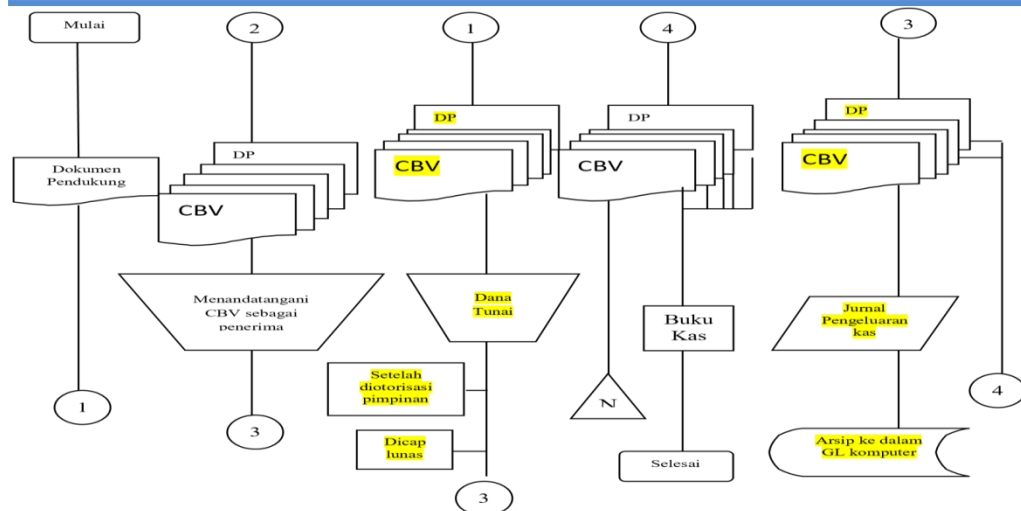 Mulai
Dokumen
Pendukung
1
2
DP
CBV
Menandatangani
CBV sebagai
penerima
3
1
DP
CBV
Dana
Tunai
Setelah
diotorisasi
pimpinan
Dicap
lunas
3
4
DP
CBV
Buku
Kas
N
Selesai
3
DP
CBV
Jurnal
Pengeluaran
kas
4
Arsip ke dalam
GL komputer